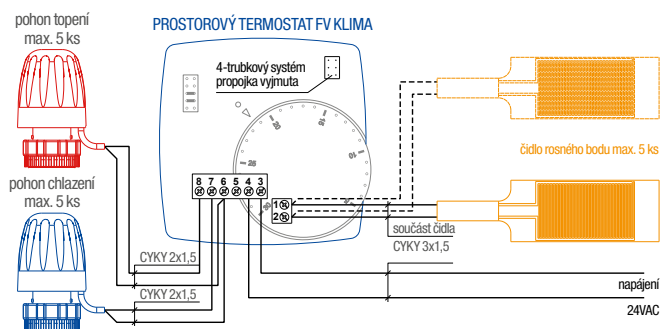 pohon topení
max. 5 ks
PROSTOROVÝ TERMOSTAT FV KLIMA
4-trubkový systém
propojka vyjmuta
20
15
10
25
30
čidlo rosného bodu max. 5 ks
pohon chlazení
max. 5 ks
8 7 6 5 4 3
1
2
součást čidla
CYKY 3x1,5
CYKY 2x1,5
CYKY 2x1,5
napájení
24VAC